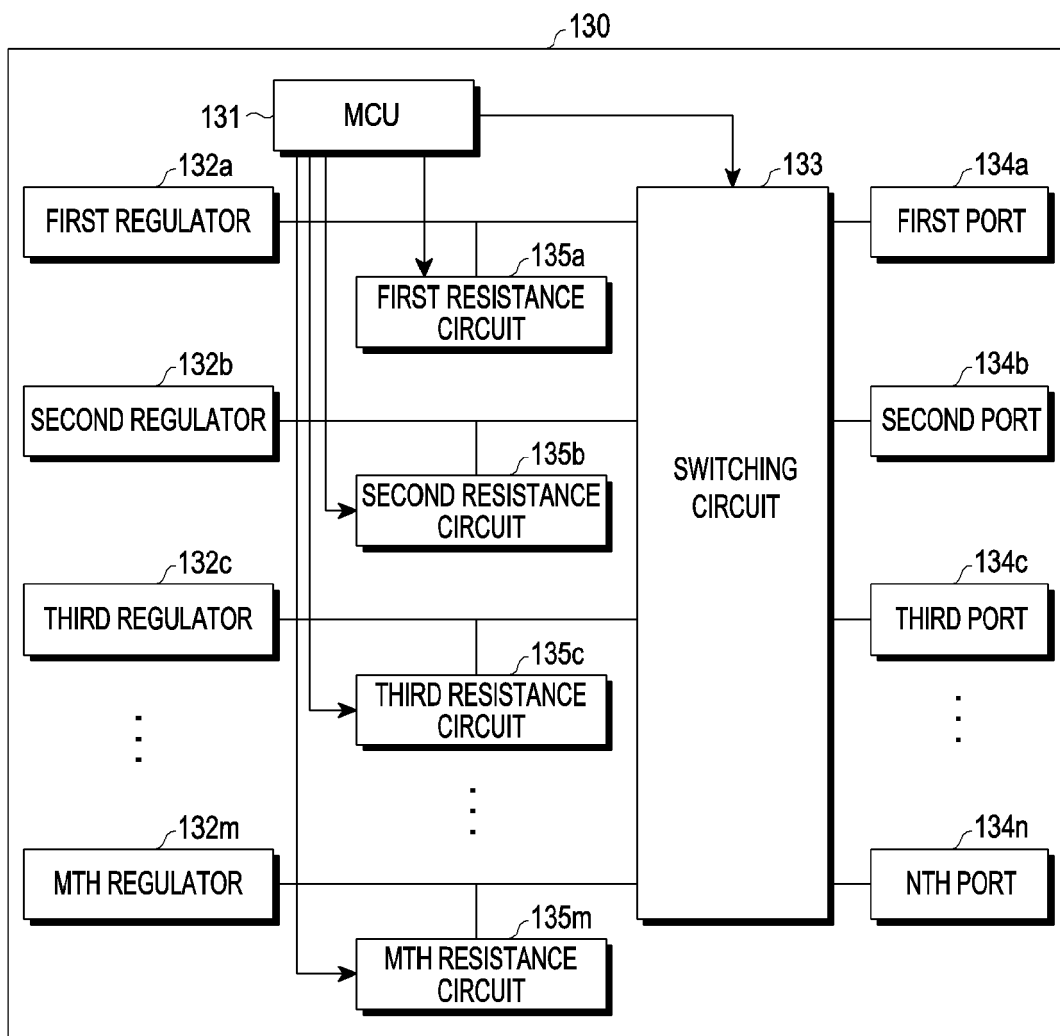 130
131
MCU
132a
133
134a
FIRST REGULATOR
FIRST PORT
135a
FIRST RESISTANCE
CIRCUIT
132b
134b
SECOND REGULATOR
SECOND PORT
135b
SECOND RESISTANCE
CIRCUIT
SWITCHING
CIRCUIT
132c
134c
THIRD REGULATOR
THIRD PORT
135c
THIRD RESISTANCE
CIRCUIT
132m
134n
MTH REGULATOR
NTH PORT
135m
MTH RESISTANCE
CIRCUIT